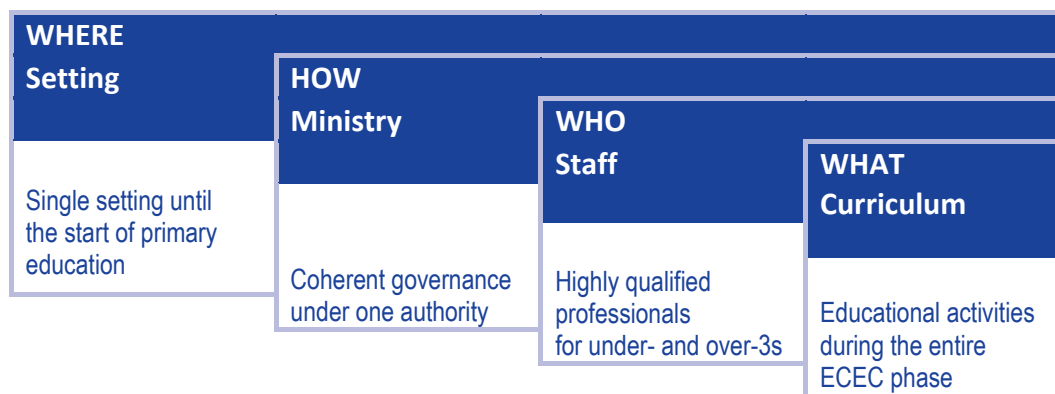 WHERE
Setting
Single setting until
the start of primary
education
HOW
Ministry
Coherent governance
under one authority
WHO
Staff
Highly qualified
professionals
for under- and over-3s
WHAT
Curriculum
Educational activities
during the entire
ECEC phase